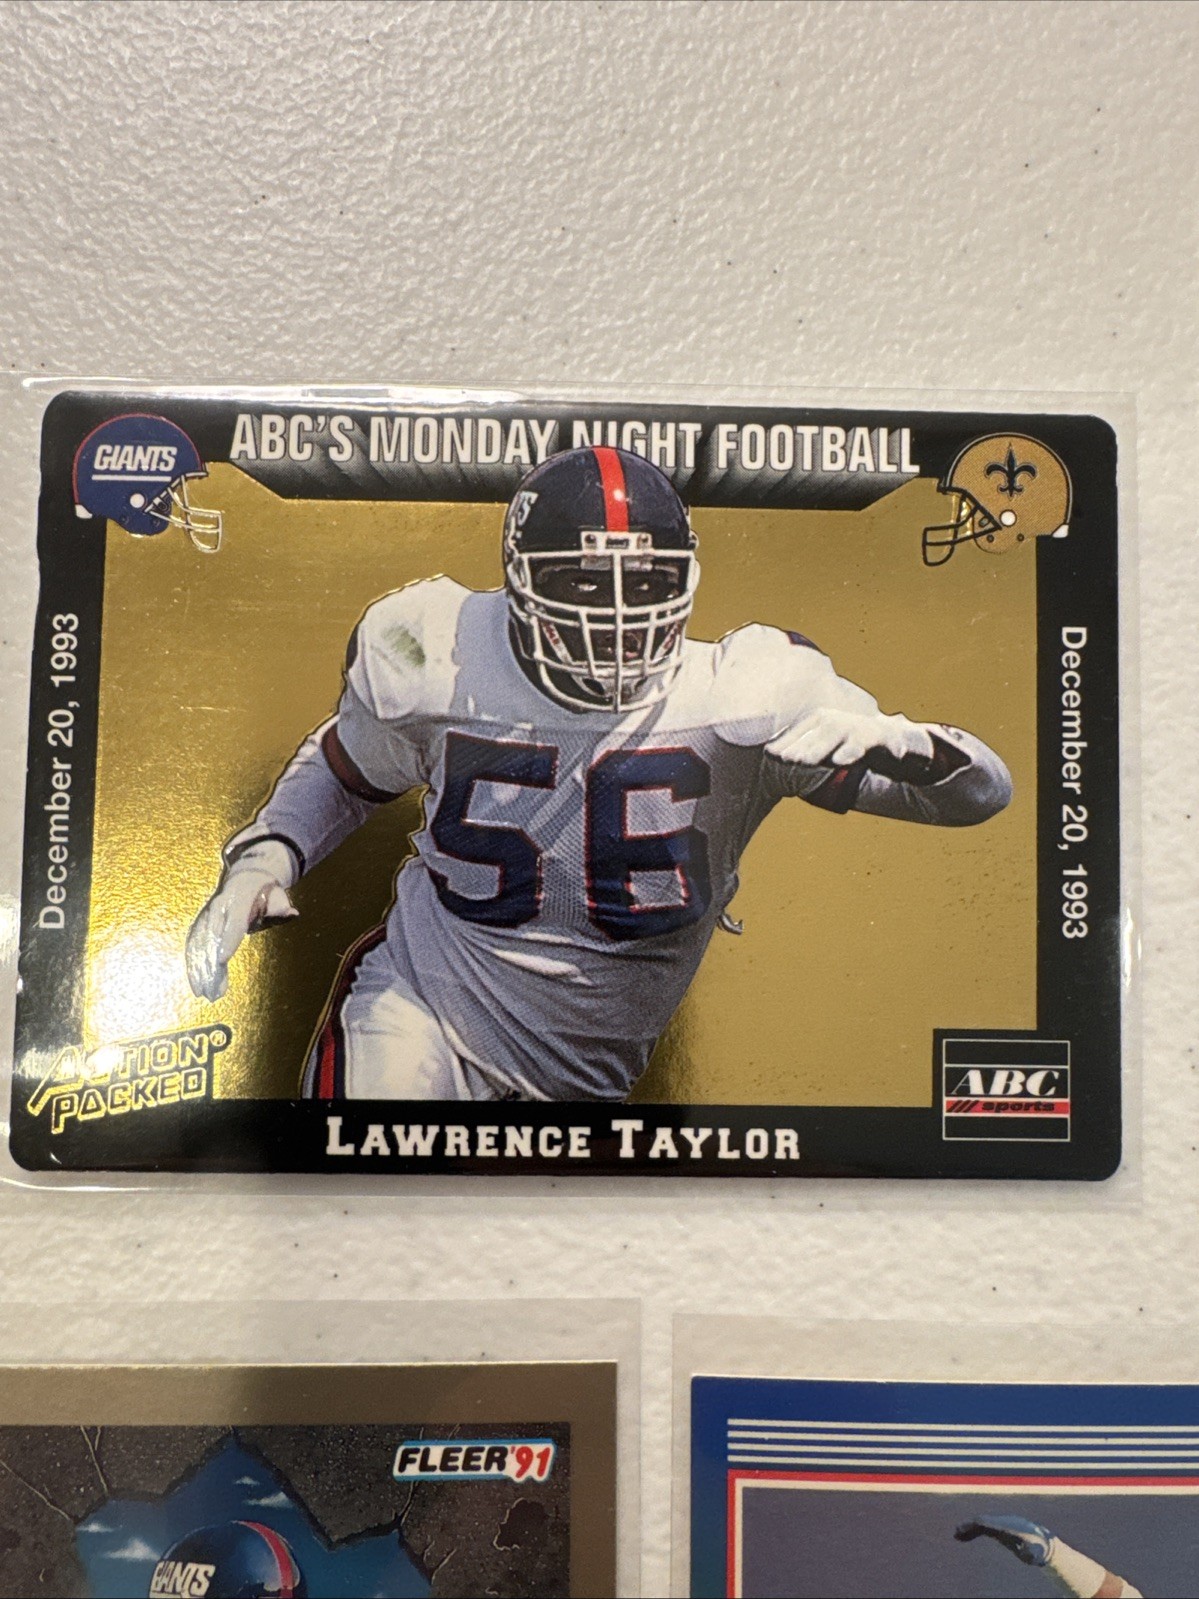 ABC'S MONDAY NIGHT FOOTBALL
GIANTS
December 20, 1993
December 20, 1993
56
ACTION
PACKED®
ABC
sports
LAWRENCE TAYLOR
FLEER '91
GIANTS